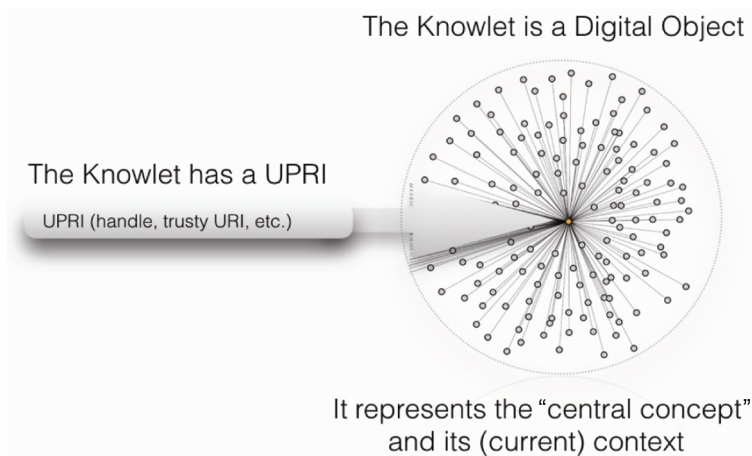 The Knowlet is a Digital Object
The Knowlet has a UPRI
UPRI (handle, trusty URI, etc.)
It represents the “central concept”
and its (current) context